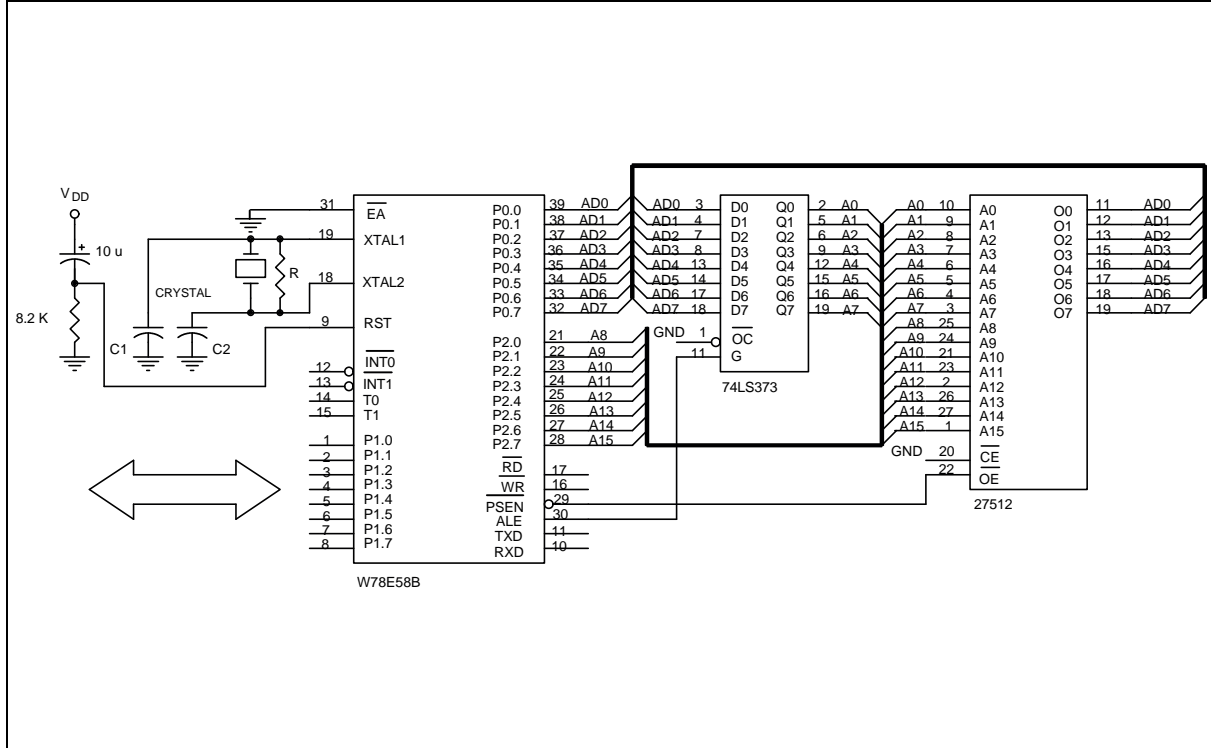 V DD
10 u
8.2 K
CRYSTAL
R
C1
C2
31 EA
19 XTAL1
18 XTAL2
9 RST
12 INT0
13 INT1
14 T0
15 T1
1 P1.0
2 P1.1
3 P1.2
4 P1.3
5 P1.4
6 P1.5
7 P1.6
8 P1.7
P0.0 39 AD0
P0.1 38 AD1
P0.2 37 AD2
P0.3 36 AD3
P0.4 35 AD4
P0.5 34 AD5
P0.6 33 AD6
P0.7 32 AD7
P2.0 21 A8
P2.1 22 A9
P2.2 23 A10
P2.3 24 A11
P2.4 25 A12
P2.5 26 A13
P2.6 27 A14
P2.7 28 A15
RD 17
WR 16
PSEN 29
ALE 30
TXD 11
RXD 10
W78E58B
AD0 3 D0 Q0 2 A0
AD1 4 D1 Q1 5 A1
AD2 7 D2 Q2 6 A2
AD3 8 D3 Q3 9 A3
AD4 13 D4 Q4 12 A4
AD5 14 D5 Q5 15 A5
AD6 17 D6 Q6 16 A6
AD7 18 D7 Q7 19 A7
GND 1 OC
11 G
74LS373
A0 10 A0 O0 11 AD0
A1 9 A1 O1 12 AD1
A2 8 A2 O2 13 AD2
A3 7 A3 O3 15 AD3
A4 6 A4 O4 16 AD4
A5 5 A5 O5 17 AD5
A6 4 A6 O6 18 AD6
A7 3 A7 O7 19 AD7
A8 25 A8
A9 24 A9
A10 21 A10
A11 23 A11
A12 2 A12
A13 26 A13
A14 27 A14
A15 1 A15
GND 20 CE
22 OE
27512